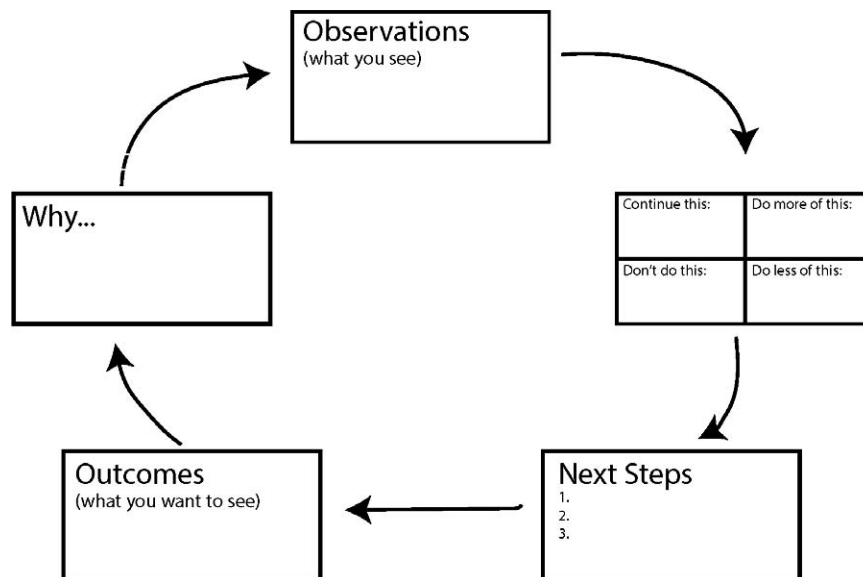 Observations
(what you see)
Continue this:
Do more of this:
Don't do this:
Do less of this:
Next Steps
1.
2.
3.
Outcomes
(what you want to see)
Why...